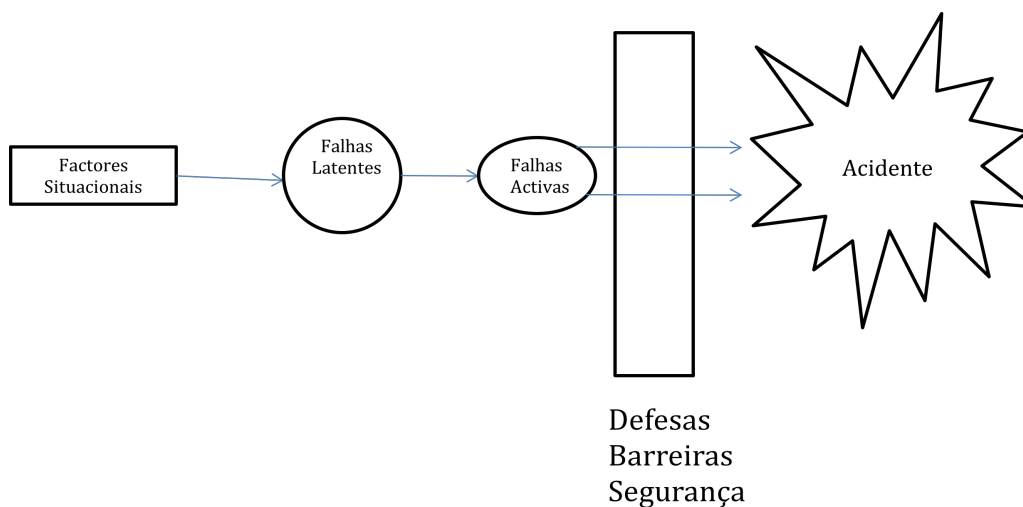 Factores
Situacionais
Falhas
Latentes
Falhas
Activas
Acidente
Defesas
Barreiras
Segurança